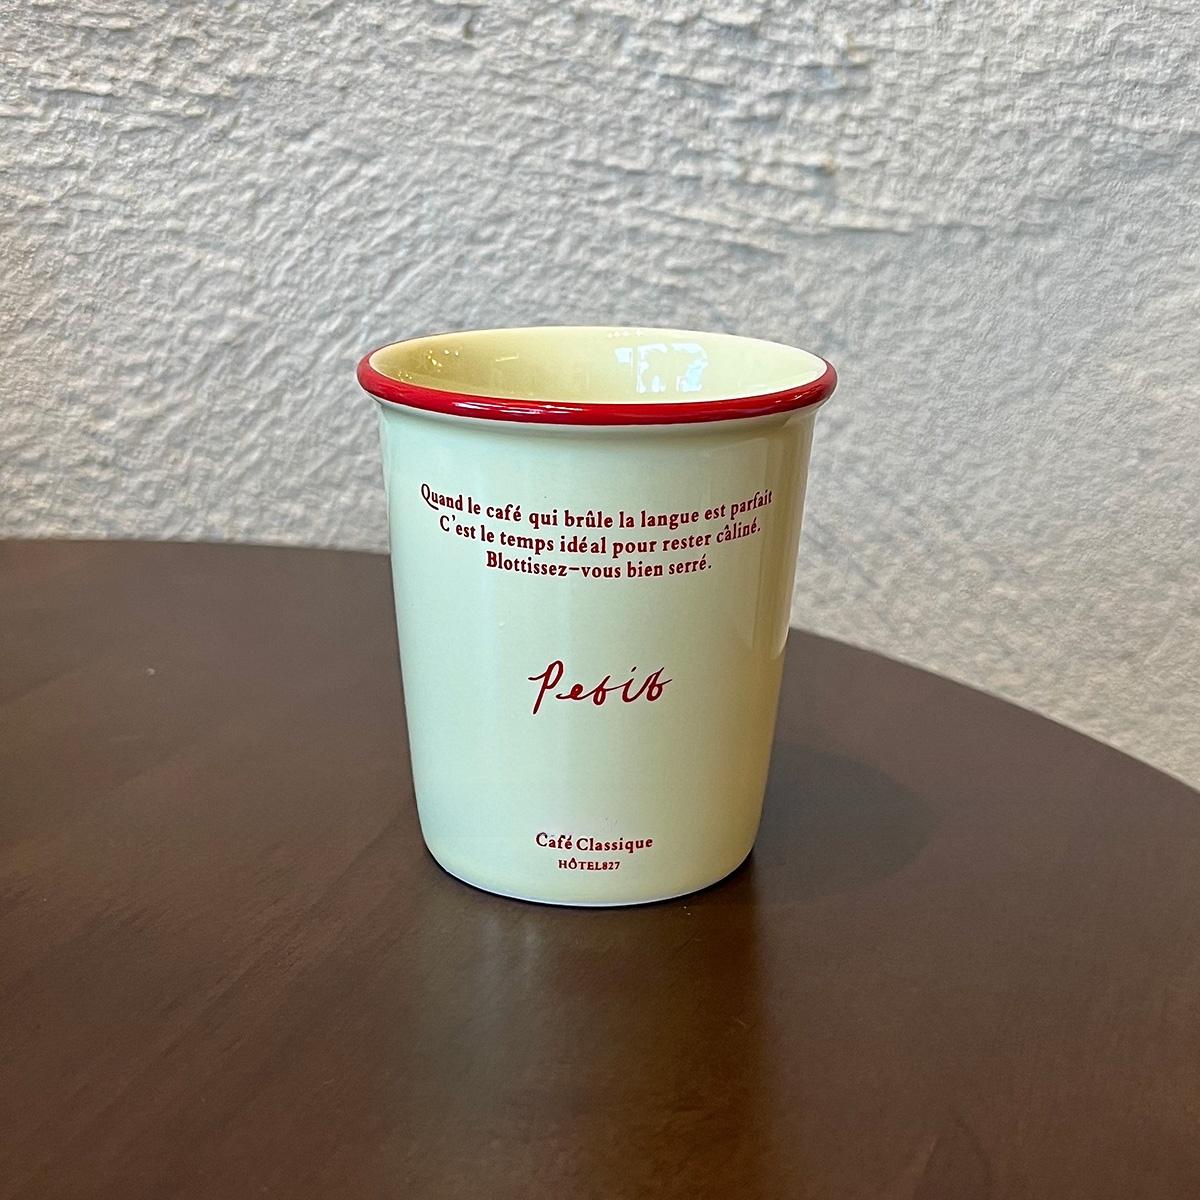 Quand le café qui brûle la langue est parfait
C'est le temps idéal pour rester câliné.
Blottissez-vous bien serré.
Petit
Café Classique
HÔTEL827